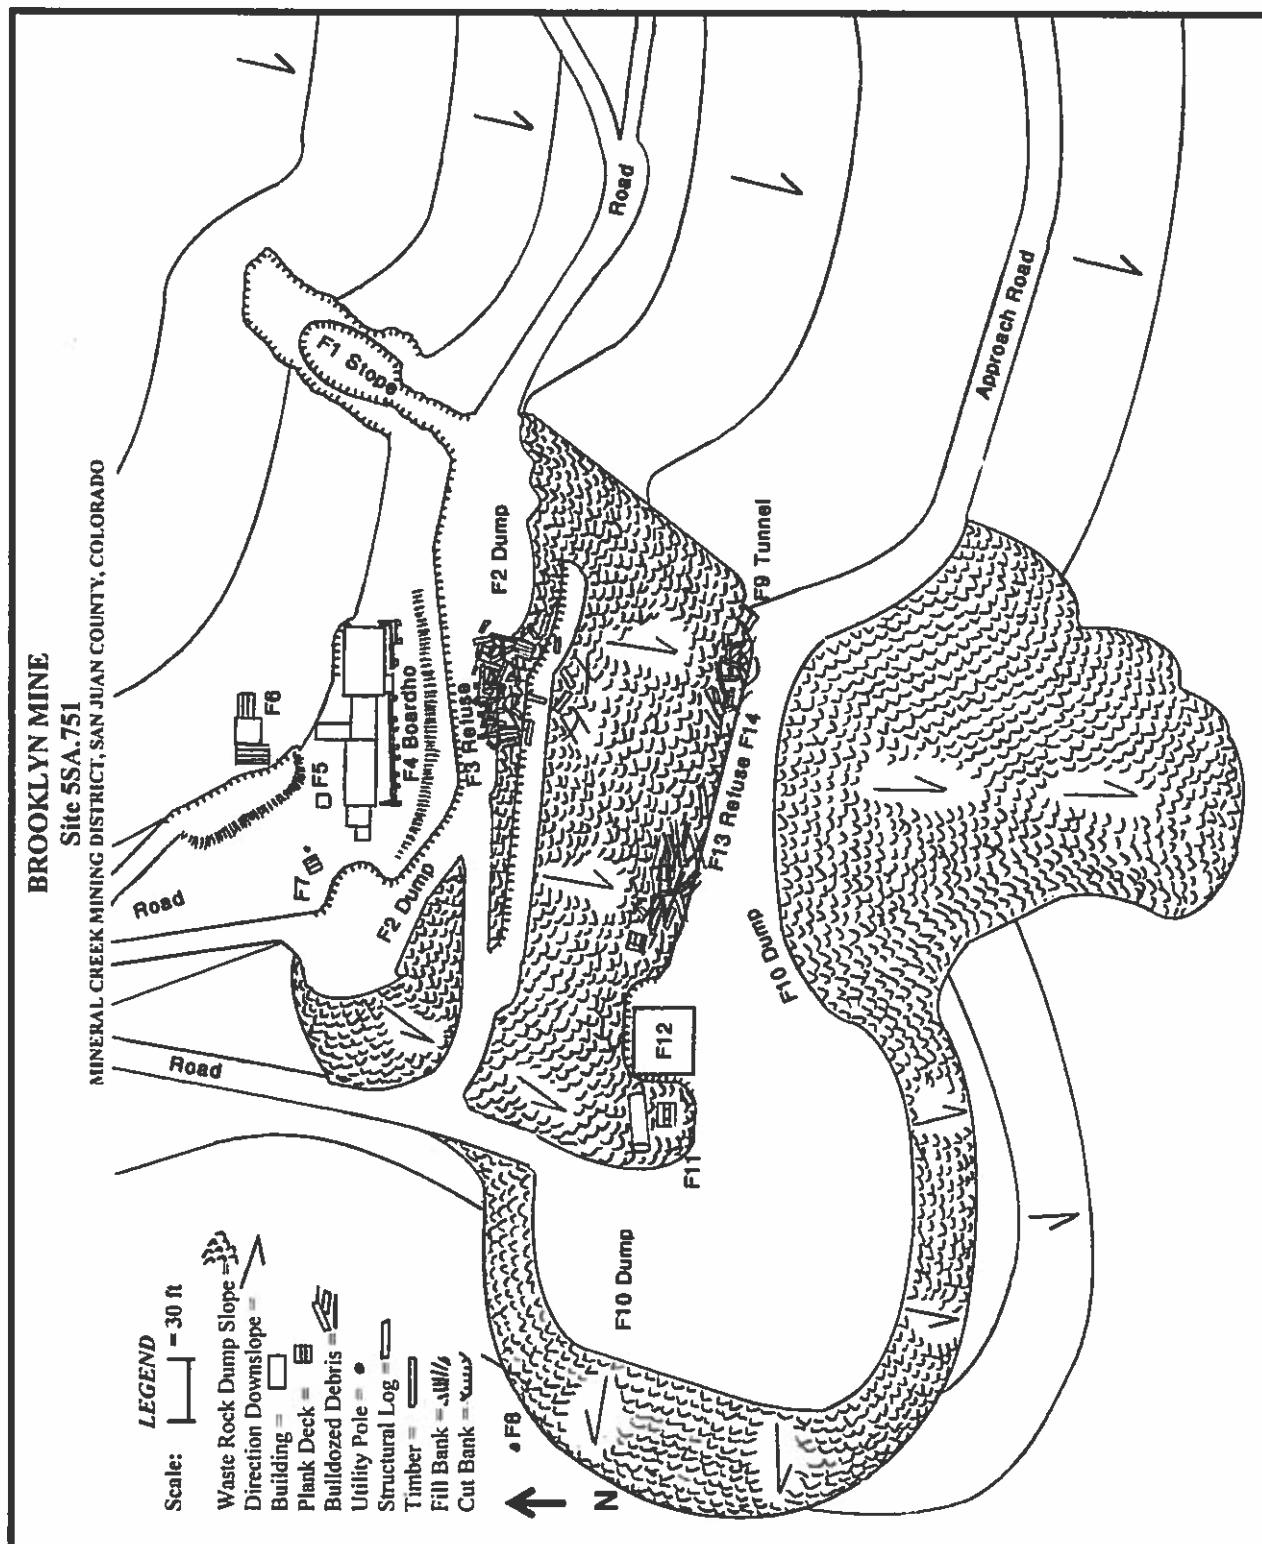 BROOKLYN MINE
Site 5SA.751
MINERAL CREEK MINING DISTRICT, SAN JUAN COUNTY, COLORADO
Road
Road
F7
F5
F6
F2 Dump
F4 Boardho
F3 Refuse
F2 Dump
F1 Stope
Road
F12
F11
F10 Dump
F10 Dump
F13 Refuse F14
F9 Tunnel
Approach Road
LEGEND
Scale: = 30 ft
Waste Rock Dump Slope =
Direction Downslope =
Building =
Plank Deck =
Bulldozed Debris =
Utility Pole =
Structural Log =
Timber =
Fill Bank =
Cut Bank =
F8
N